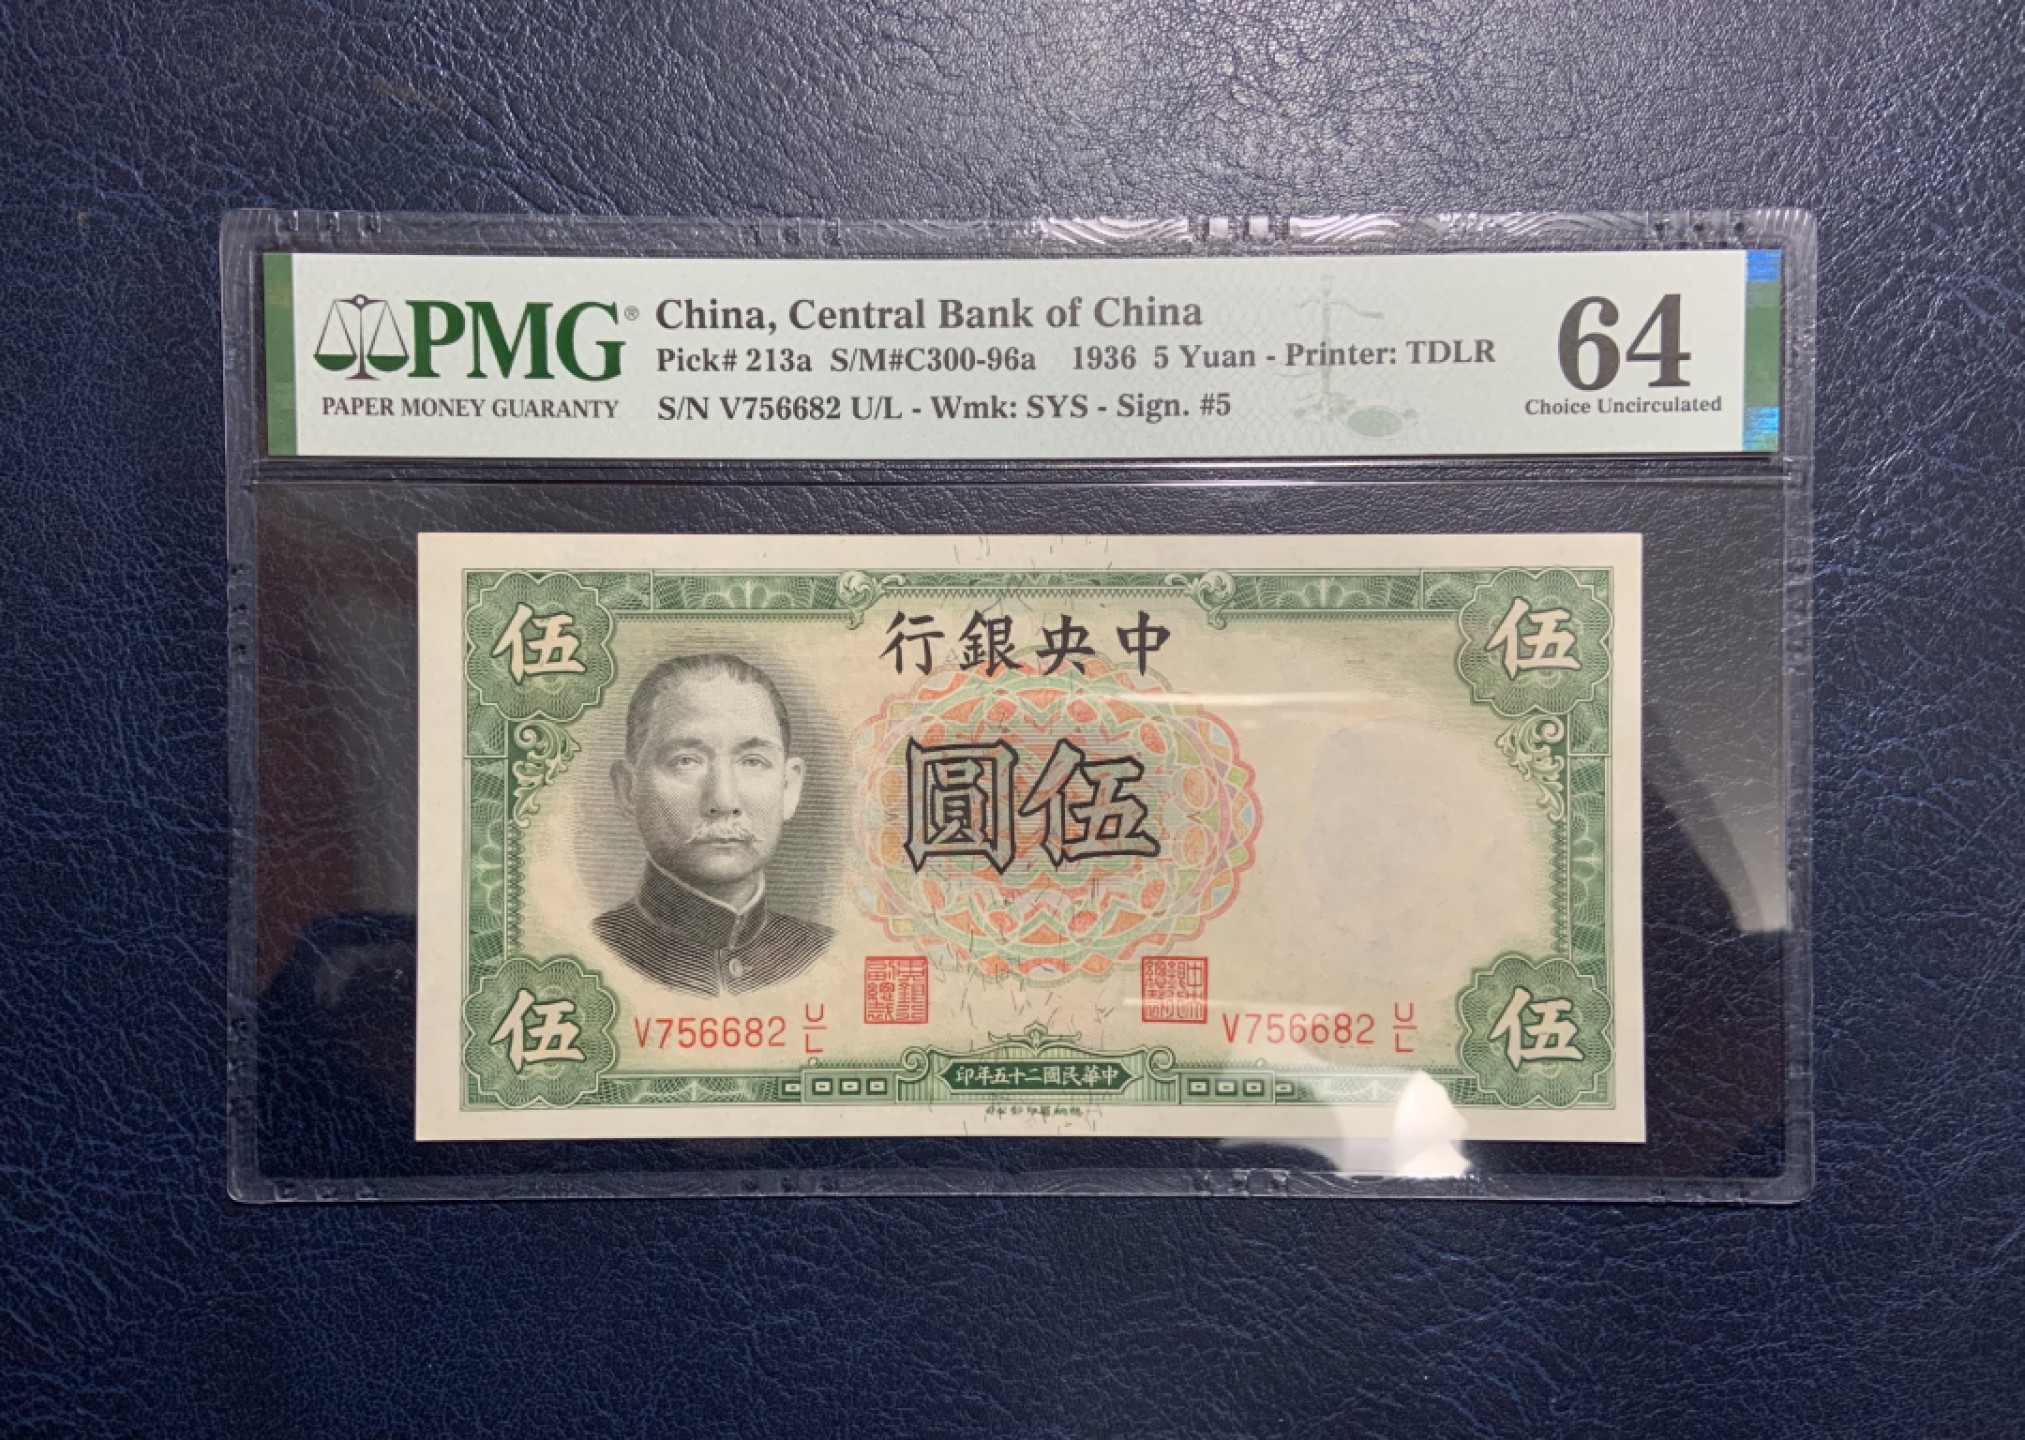 PMG®
PAPER MONEY GUARANTY
China, Central Bank of China
Pick# 213a S/M#C300-96a 1936 5 Yuan - Printer: TDLR
S/N V756682 U/L - Wmk: SYS - Sign. #5
64
Choice Uncirculated
伍
行銀央中
伍
圓伍
V756682 U/L
V756682 U/L
伍
印年五十二國民華中
伍